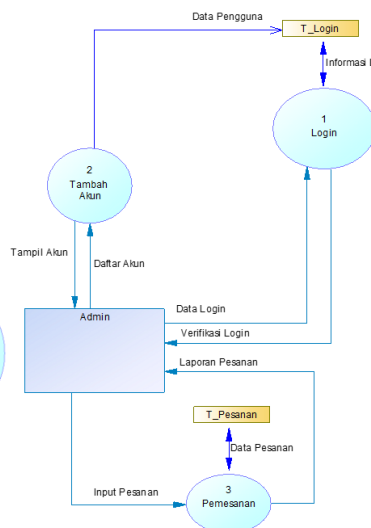 Data Pengguna
T_Login
Informasi
1
Login
2
Tambah
Akun
Tampil Akun
Daftar Akun
Admin
Data Login
Verifikasi Login
Laporan Pesanan
T_Pesanan
Data Pesanan
Input Pesanan
3
Pemesanan